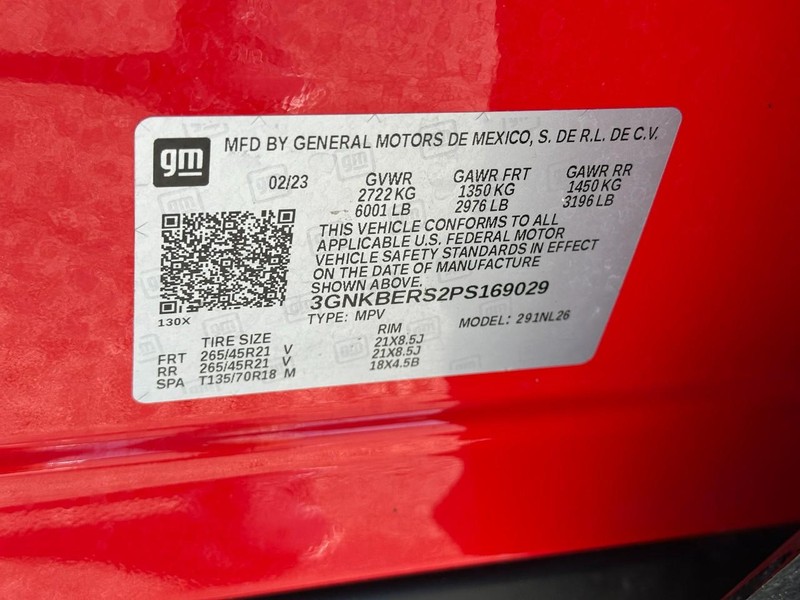 gm
MFD BY GENERAL MOTORS DE MEXICO, S. DE R.L. DE C.V.
02/23
GVWR GAWR FRT GAWR RR
2722 KG 1350 KG 1450 KG
6001 LB 2976 LB 3196 LB
THIS VEHICLE CONFORMS TO ALL
APPLICABLE U.S. FEDERAL MOTOR
VEHICLE SAFETY STANDARDS IN EFFECT
ON THE DATE OF MANUFACTURE
SHOWN ABOVE.
3GNKBERS2PS169029
130X
TYPE: MPV MODEL: 291NL26
TIRE SIZE RIM
FRT 265/45R21 V 21X8.5J
RR 265/45R21 V 21X8.5J
SPA T135/70R18 M 18X4.5B